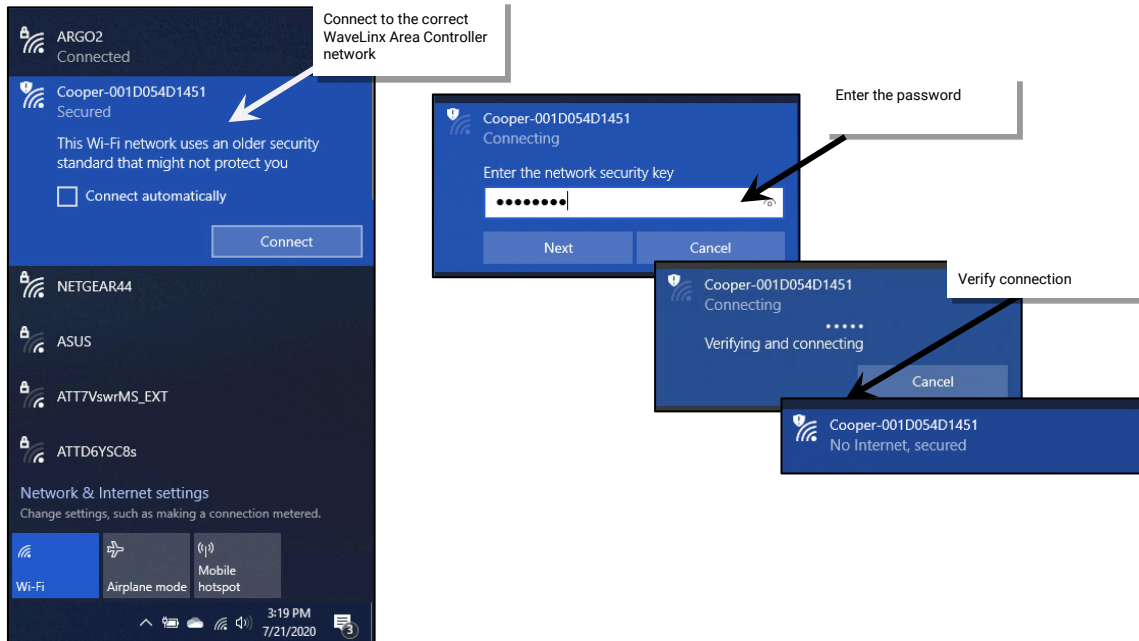 ARGO2
Connected
Connect to the correct
WaveLinx Area Controller
network
Cooper-001D054D1451
Secured
This Wi-Fi network uses an older security
standard that might not protect you
Connect automatically
Connect
NETGEAR44
ASUS
ATT7VswrMS_EXT
ATTD6YSC8s
Network & Internet settings
Change settings, such as making a connection metered.
Wi-Fi
Airplane mode
Mobile
hotspot
3:19 PM
7/21/2020
3
Enter the password
Cooper-001D054D1451
Connecting
Enter the network security key
Next
Cancel
Verify connection
Cooper-001D054D1451
Connecting
Verifying and connecting
Cancel
Cooper-001D054D1451
No Internet, secured